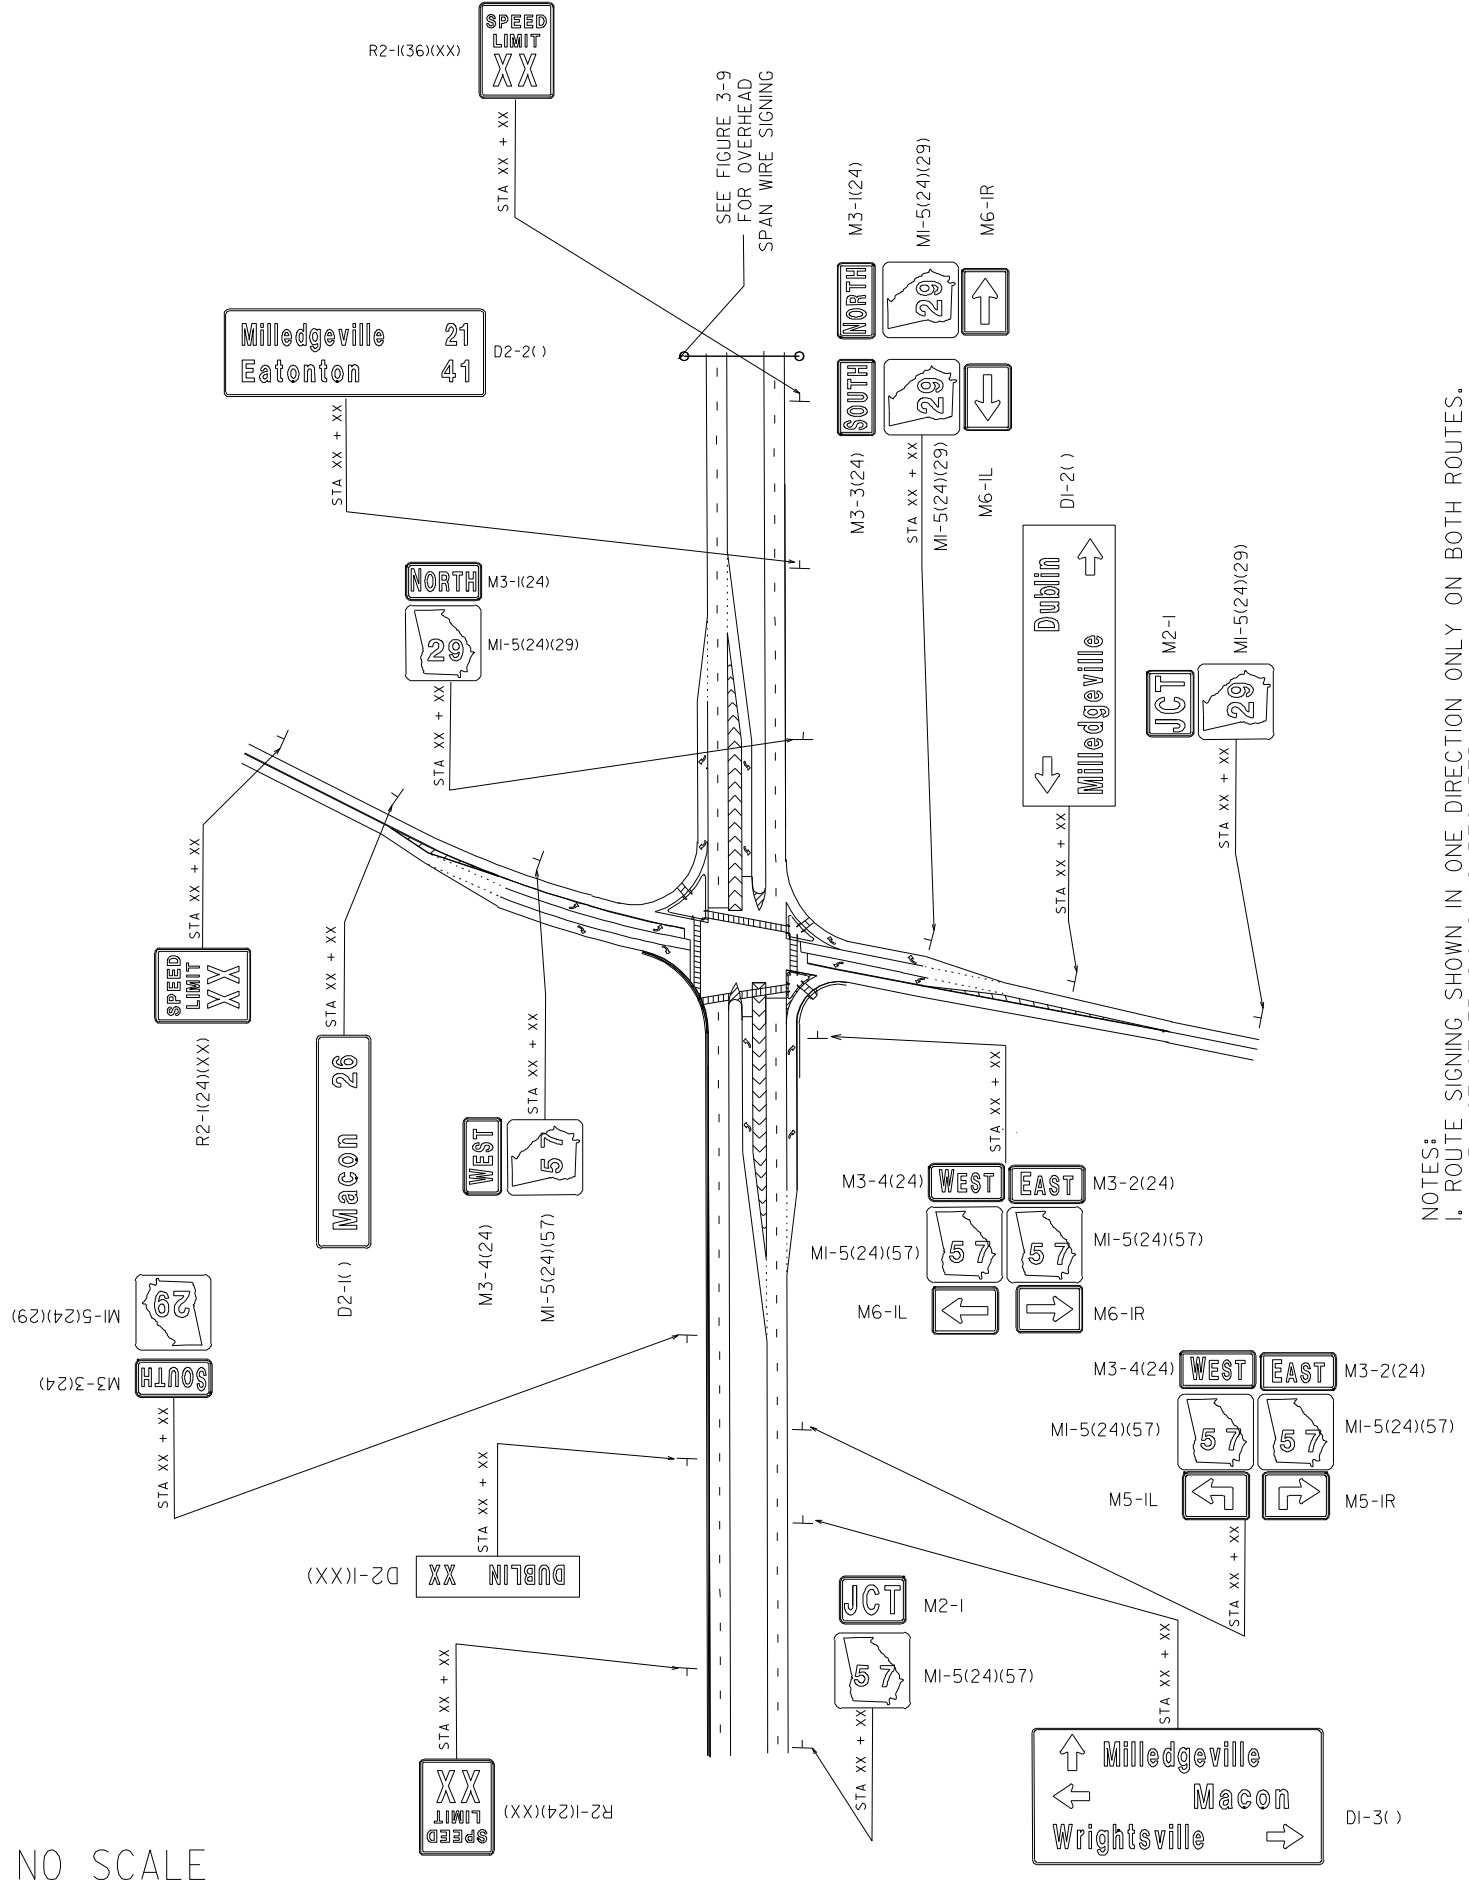 SPEED
LIMIT
XX
R2-1(36)(XX)
STA XX + XX
SEE FIGURE 3-9
FOR OVERHEAD
SPAN WIRE SIGNING
Milledgeville 21
Eatonton 41
D2-2( )
STA XX + XX
NORTH
M3-1(24)
29
M1-5(24)(29)
STA XX + XX
M3-1(24)
M1-5(24)(29)
M6-1R
NORTH
29
SOUTH
29
M3-3(24)
M1-5(24)(29)
M6-1L
STA XX + XX
D1-2( )
Dublin
Milledgeville
STA XX + XX
M2-1
M1-5(24)(29)
JCT
29
STA XX + XX
STA XX + XX
SPEED
LIMIT
XX
R2-1(24)(XX)
STA XX + XX
Macon 26
D2-1( )
STA XX + XX
WEST
57
M3-4(24)
M1-5(24)(57)
M1-5(24)(29)
29
M3-3(24)
SOUTH
STA XX + XX
STA XX + XX
M3-4(24)
WEST
EAST
M3-2(24)
M1-5(24)(57)
57
57
M1-5(24)(57)
M6-1L
M6-1R
M3-4(24)
WEST
EAST
M3-2(24)
M1-5(24)(57)
57
57
M1-5(24)(57)
M5-1L
M5-1R
STA XX + XX
STA XX + XX
D2-1(XX)
DUBLIN XX
JCT
M2-1
57
M1-5(24)(57)
STA XX + XX
STA XX + XX
SPEED
LIMIT
XX
R2-1(24)(XX)
STA XX + XX
Milledgeville
Macon
Wrightsville
D1-3( )
NOTES:
1. ROUTE SIGNING SHOWN IN ONE DIRECTION ONLY ON BOTH ROUTES.
NO SCALE